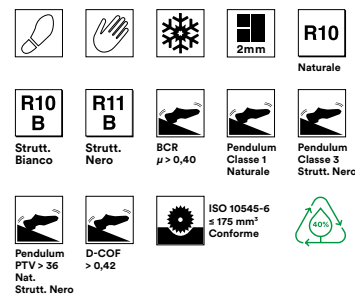 2mm
R10
Naturale
R10
B
Strutt.
Bianco
R11
B
Strutt.
Nero
BCR
μ > 0,40
Pendulum
Classe 1
Naturale
Pendulum
Classe 3
Strutt. Nero
Pendulum
PTV > 36
Nat.
Strutt. Nero
D-COF
> 0,42
ISO 10545-6
≤ 175 mm³
Conforme
40%